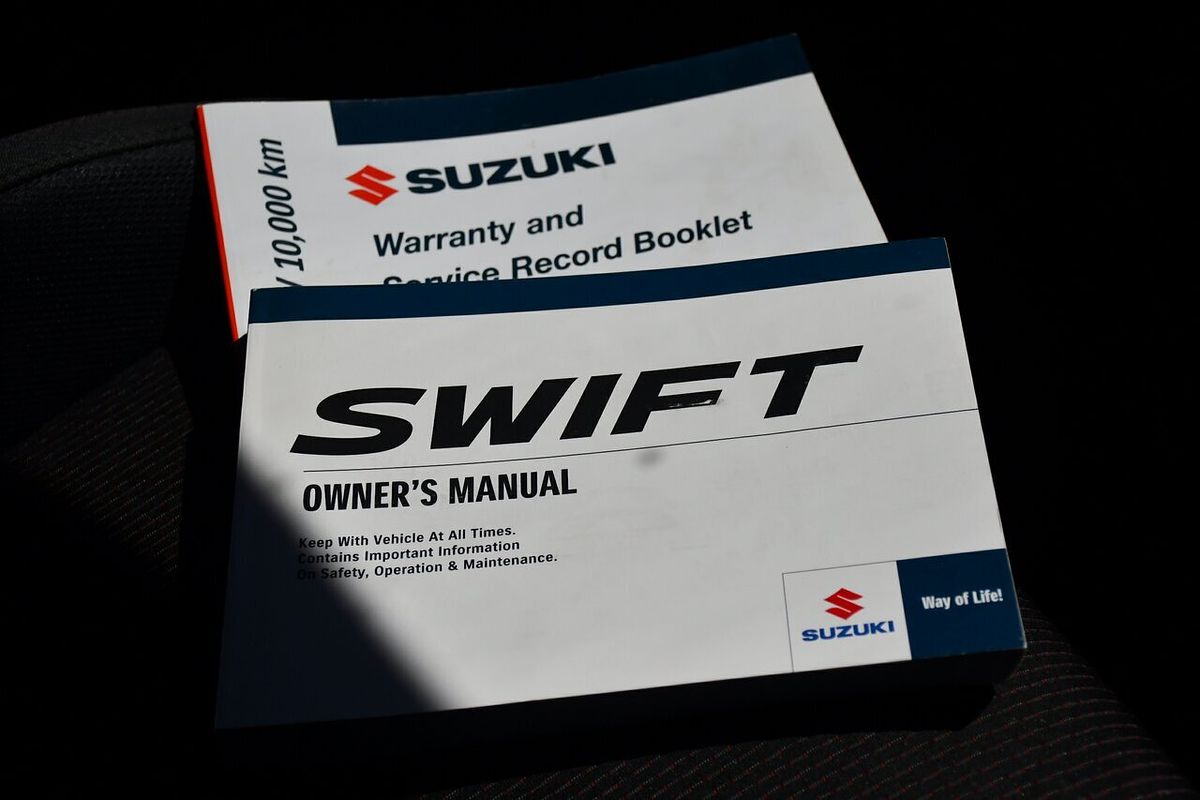 10,000 km
SUZUKI
Warranty and
Service Record Booklet
SWIFT
OWNER'S MANUAL
Keep With Vehicle At All Times.
Contains Important Information
On Safety, Operation & Maintenance.
SUZUKI
Way of Life!